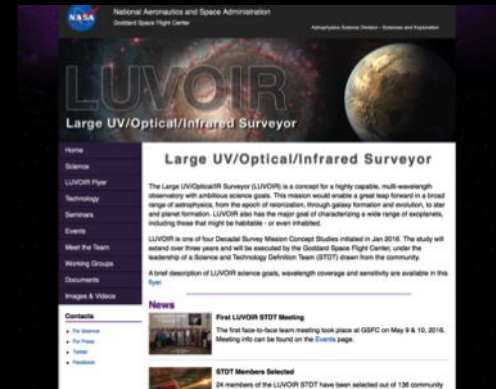 NASA
National Aeronautics and Space Administration
Goddard Space Flight Center
Astrophysics Science Division - Sciences and Exploration
LUVOIR
Large UV/Optical/Infrared Surveyor
Home
Science
LUVOIR Flyer
Technology
Seminars
Events
Meet the Team
Working Groups
Documents
Images & Videos
Contacts
For Science
For Press
Twitter
Facebook
Large UV/Optical/Infrared Surveyor
The Large UV/Optical/IR Surveyor (LUVOIR) is a concept for a highly capable, multi-wavelength
observatory with ambitious science goals. This mission would enable a great leap forward in a broad
range of astrophysics, from the epoch of reionization, through galaxy formation and evolution, to star
and planet formation. LUVOIR also has the major goal of characterizing a wide range of exoplanets,
including those that might be habitable - or even inhabited.
LUVOIR is one of four Decadal Survey Mission Concept Studies initiated in Jan 2016. The study will
extend over three years and will be executed by the Goddard Space Flight Center, under the
leadership of a Science and Technology Definition Team (STDT) drawn from the community.
A brief description of LUVOIR science goals, wavelength coverage and sensitivity are available in this
flyer.
News
First LUVOIR STDT Meeting
The first face-to-face team meeting took place at GSFC on May 9 & 10, 2016.
Meeting info can be found on the Events page.
STDT Members Selected
24 members of the LUVOIR STDT have been selected out of 136 community